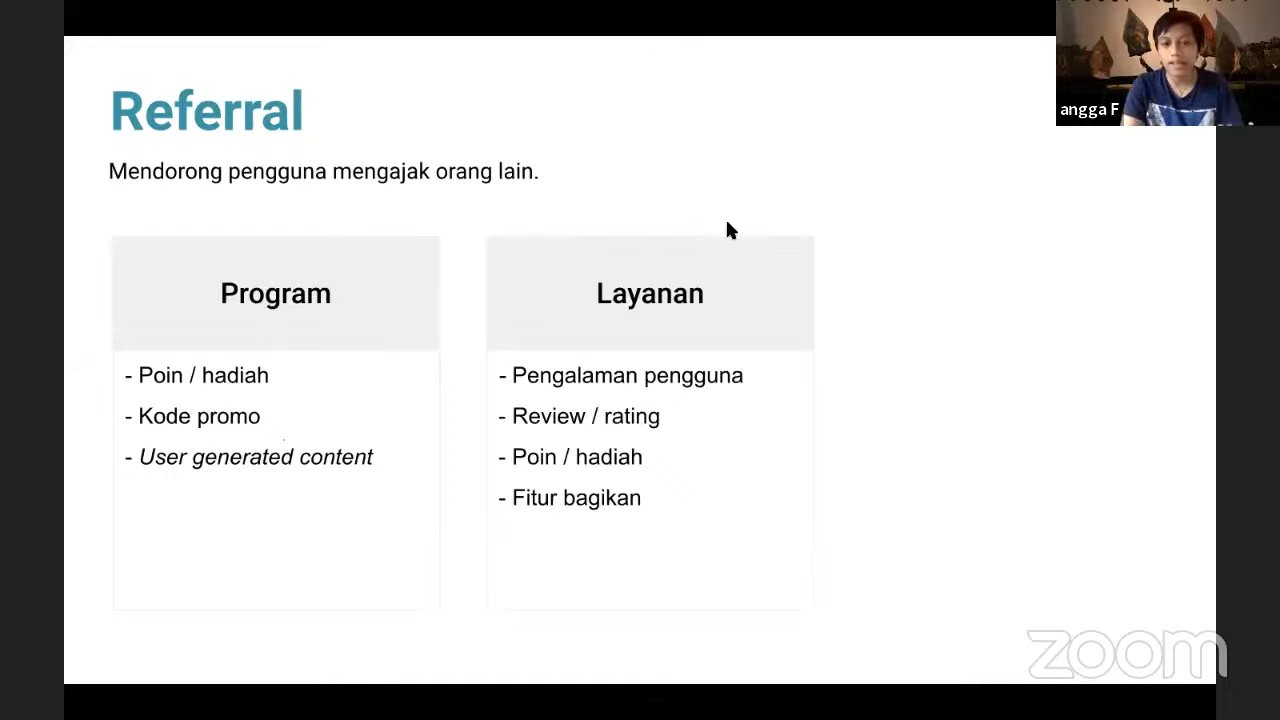 Referral
Mendorong pengguna mengajak orang lain.
Program
- Poin / hadiah
- Kode promo
- User generated content
Layanan
- Pengalaman pengguna
- Review / rating
- Poin / hadiah
- Fitur bagikan
angga F
zoom